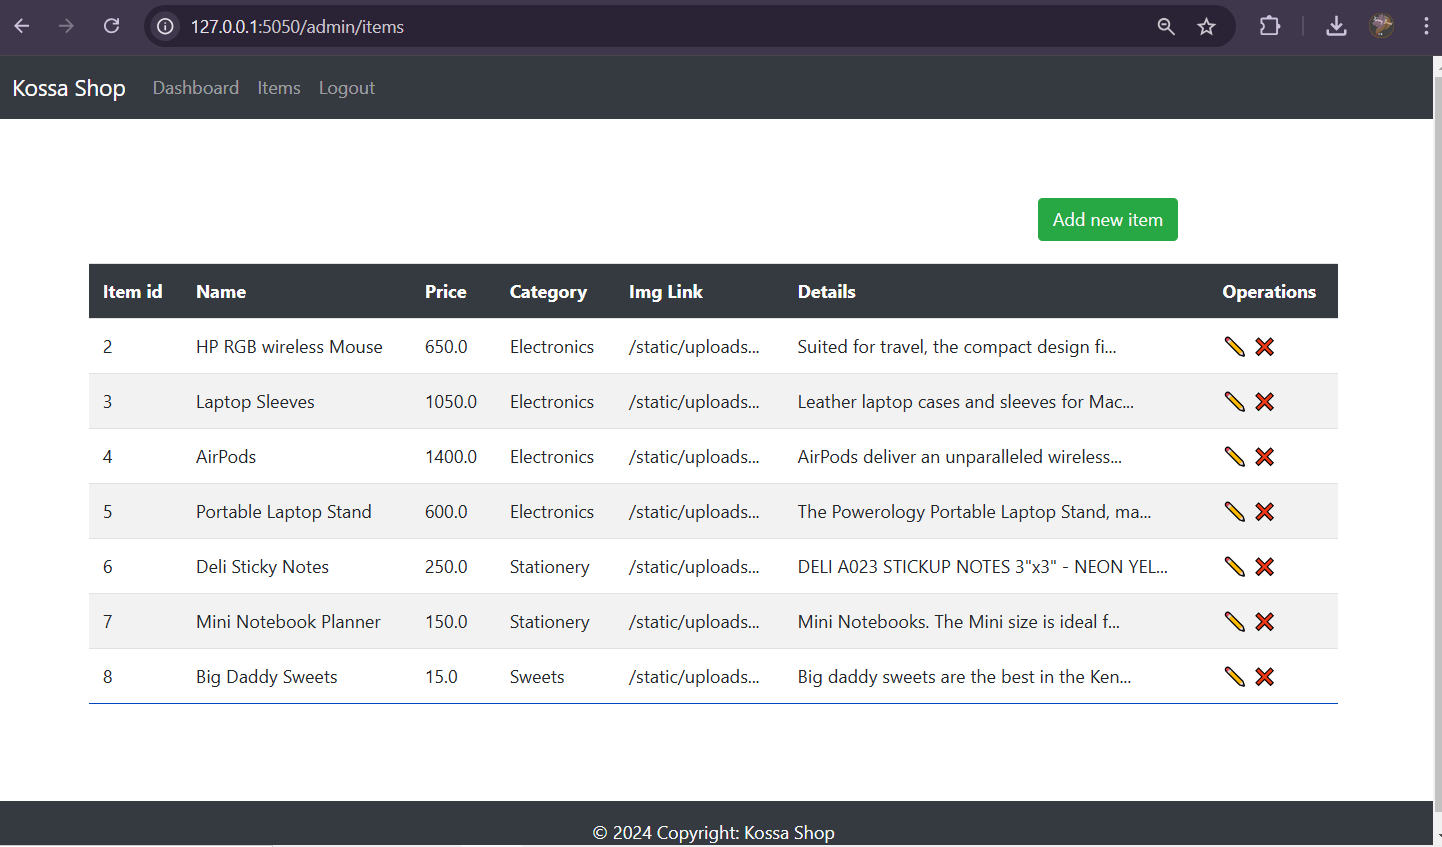 127.0.0.1:5050/admin/items
Kossa Shop Dashboard Items Logout
Add new item
Item id Name Price Category Img Link Details Operations
2 HP RGB wireless Mouse 650.0 Electronics /static/uploads... Suited for travel, the compact design fi...
3 Laptop Sleeves 1050.0 Electronics /static/uploads... Leather laptop cases and sleeves for Mac...
4 AirPods 1400.0 Electronics /static/uploads... AirPods deliver an unparalleled wireless...
5 Portable Laptop Stand 600.0 Electronics /static/uploads... The Powerology Portable Laptop Stand, ma...
6 Deli Sticky Notes 250.0 Stationery /static/uploads... DELI A023 STICKUP NOTES 3"x3" - NEON YEL...
7 Mini Notebook Planner 150.0 Stationery /static/uploads... Mini Notebooks. The Mini size is ideal f...
8 Big Daddy Sweets 15.0 Sweets /static/uploads... Big daddy sweets are the best in the Ken...
© 2024 Copyright: Kossa Shop